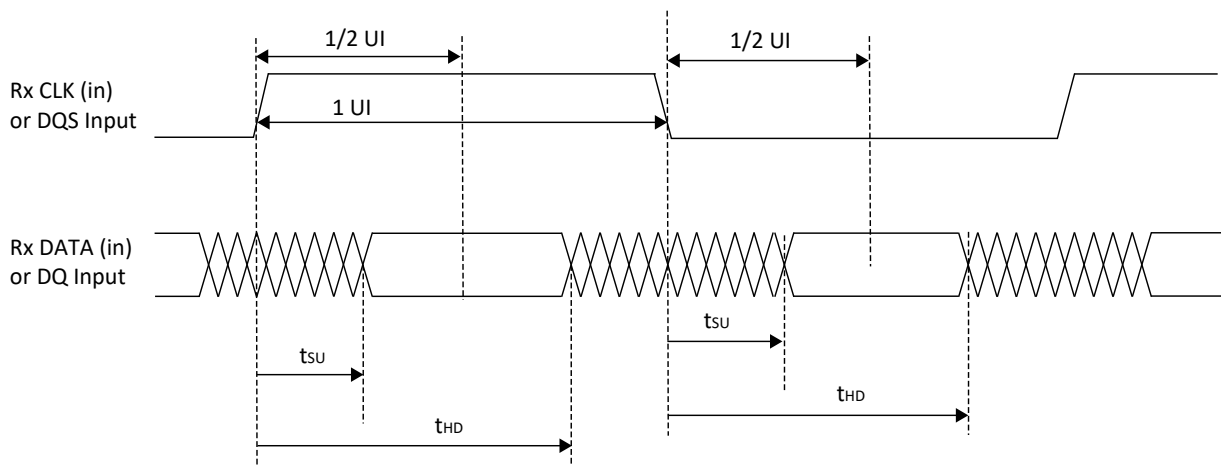 1/2 UI
1/2 UI
Rx CLK (in)
or DQS Input
1 UI
Rx DATA (in)
or DQ Input
tSU
tSU
tHD
tHD